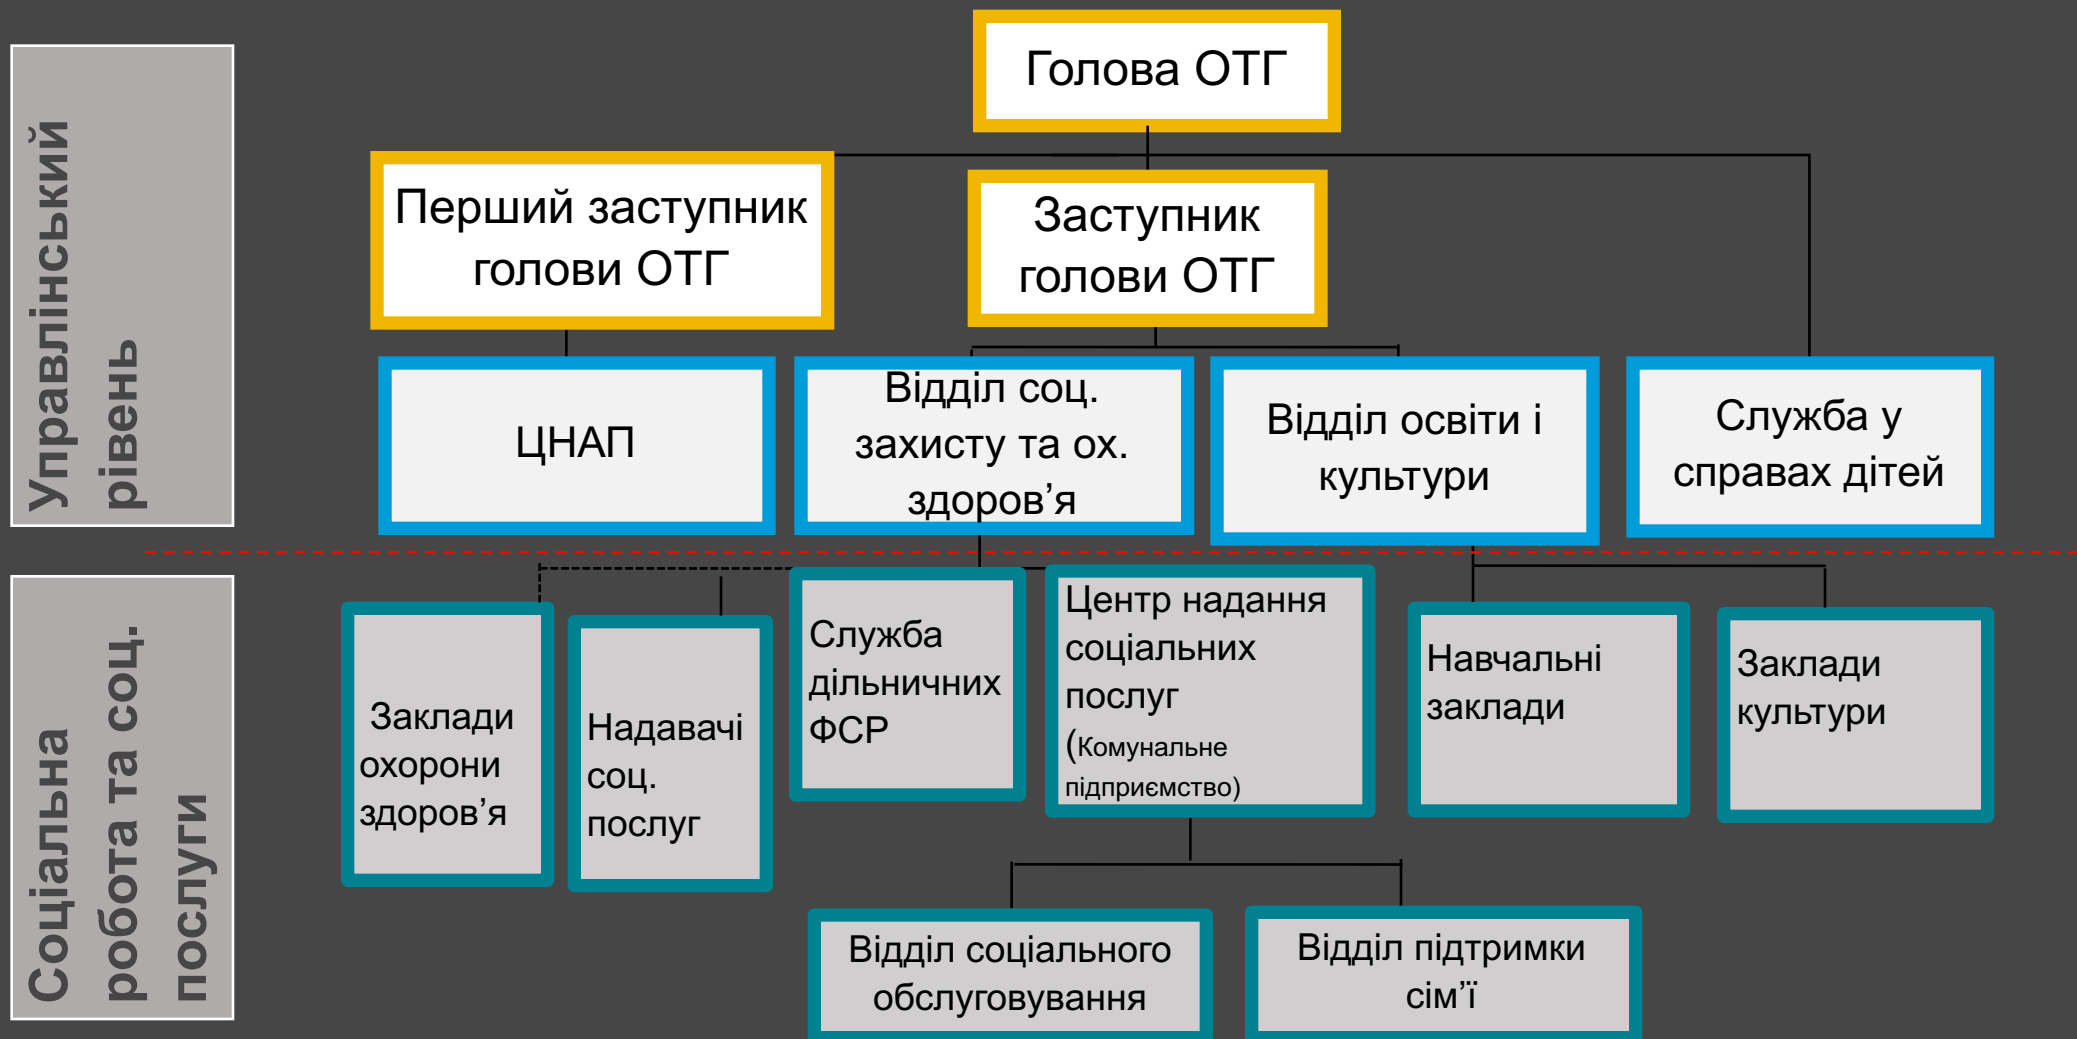 Управлінський
рівень
Голова ОТГ
Перший заступник
голови ОТГ
Заступник
голови ОТГ
ЦНАП
Відділ соц.
захисту та ох.
здоров’я
Відділ освіти і
культури
Служба у
справах дітей
Соціальна
робота та соц.
послуги
Заклади
охорони
здоров’я
Надавачі
соц.
послуг
Служба
дільничних
ФСР
Центр надання
соціальних
послуг
(Комунальне
підприємство)
Навчальні
заклади
Заклади
культури
Відділ соціального
обслуговування
Відділ підтримки
сім’ї